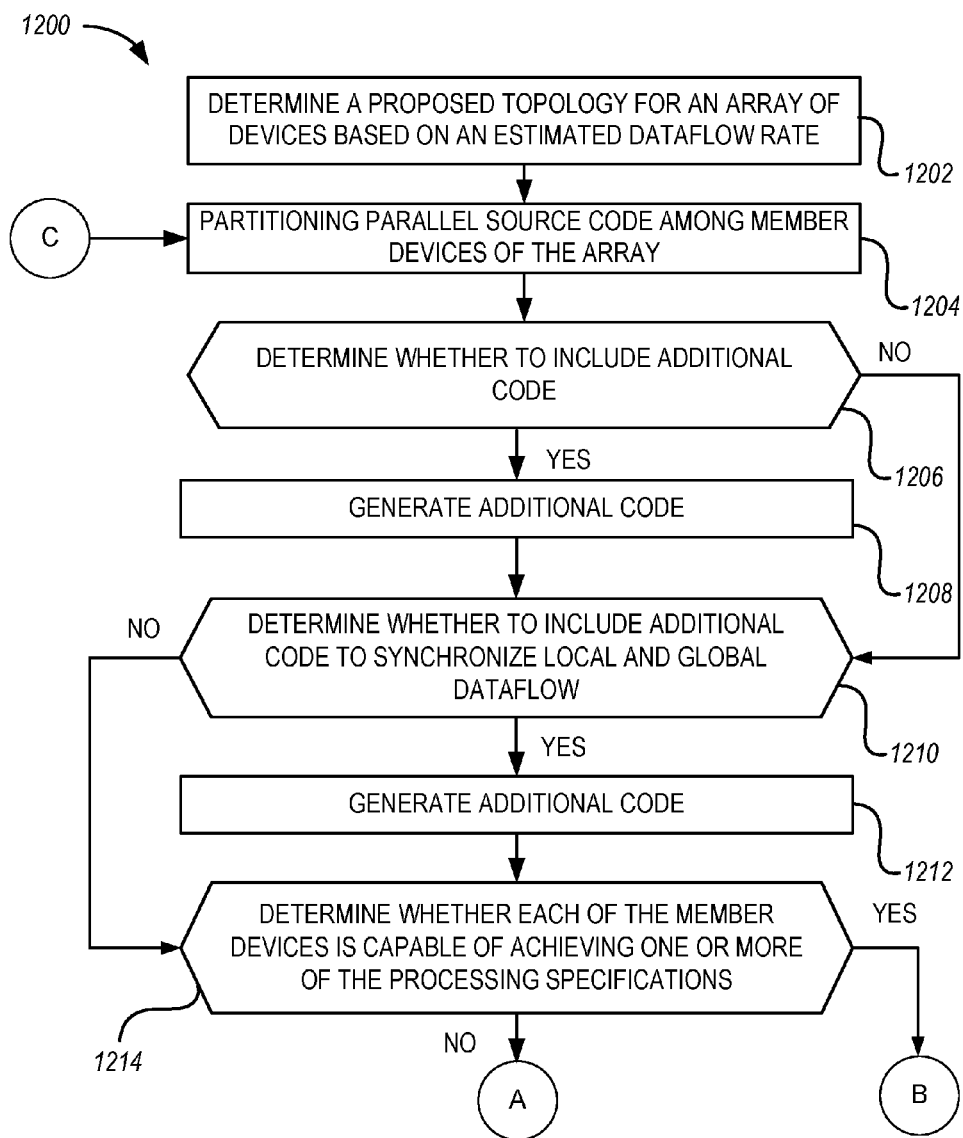 1200
DETERMINE A PROPOSED TOPOLOGY FOR AN ARRAY OF
DEVICES BASED ON AN ESTIMATED DATAFLOW RATE
1202
C
PARTITIONING PARALLEL SOURCE CODE AMONG MEMBER
DEVICES OF THE ARRAY
1204
DETERMINE WHETHER TO INCLUDE ADDITIONAL
CODE
NO
1206
YES
GENERATE ADDITIONAL CODE
1208
NO
DETERMINE WHETHER TO INCLUDE ADDITIONAL
CODE TO SYNCHRONIZE LOCAL AND GLOBAL
DATAFLOW
1210
YES
GENERATE ADDITIONAL CODE
1212
DETERMINE WHETHER EACH OF THE MEMBER
DEVICES IS CAPABLE OF ACHIEVING ONE OR MORE
OF THE PROCESSING SPECIFICATIONS
YES
1214
NO
A
B